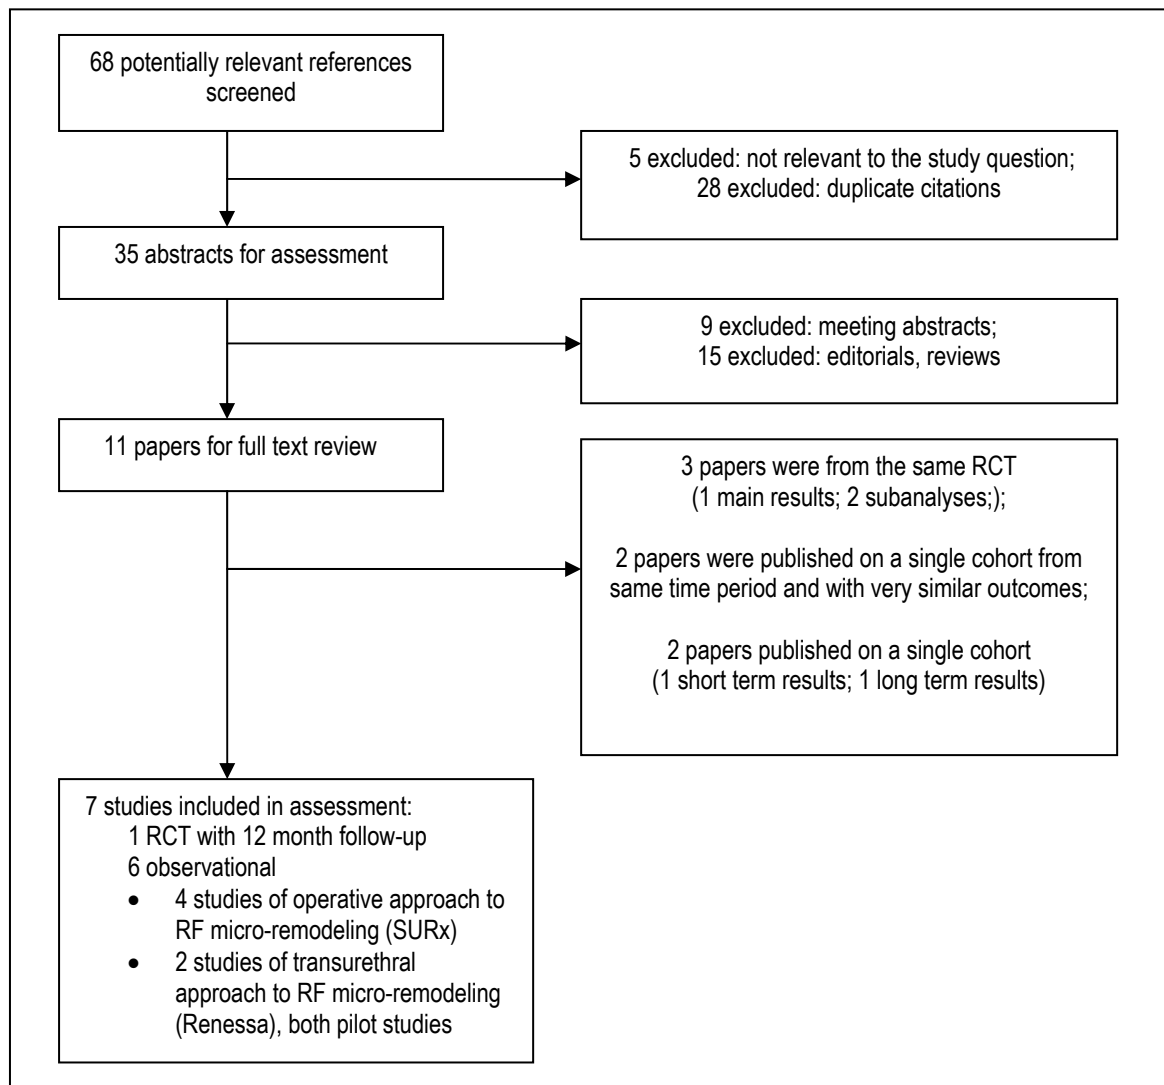 68 potentially relevant references
screened
5 excluded: not relevant to the study question;
28 excluded: duplicate citations
35 abstracts for assessment
9 excluded: meeting abstracts;
15 excluded: editorials, reviews
11 papers for full text review
3 papers were from the same RCT
(1 main results; 2 subanalyses;);
2 papers were published on a single cohort from
same time period and with very similar outcomes;
2 papers published on a single cohort
(1 short term results; 1 long term results)
7 studies included in assessment:
1 RCT with 12 month follow-up
6 observational
• 4 studies of operative approach to
RF micro-remodeling (SURx)
• 2 studies of transurethral
approach to RF micro-remodeling
(Renessa), both pilot studies